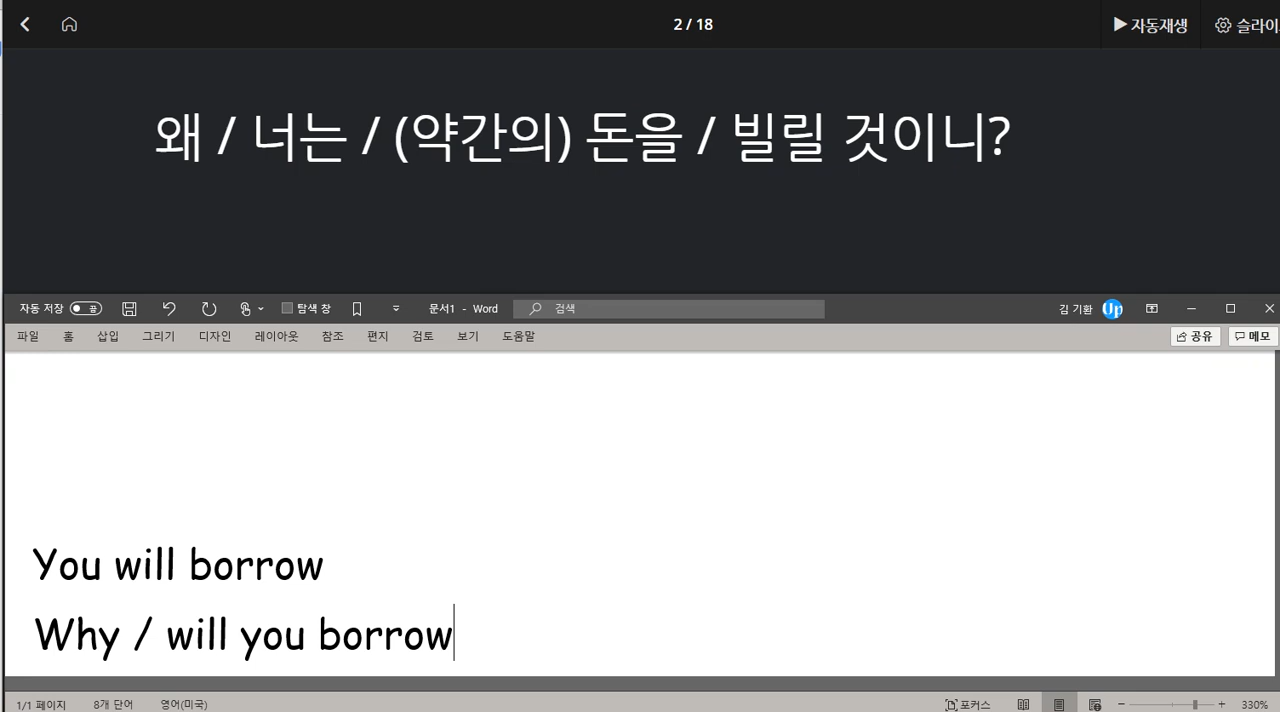 2 / 18
▶ 자동재생
슬라이
왜 / 너는 / (약간의) 돈을 / 빌릴 것이니?
자동 저장 끔 탐색 창 문서1 - Word 검색 김 기환 Up
파일 홈 삽입 그리기 디자인 레이아웃 참조 편지 검토 보기 도움말 공유 메모
You will borrow
Why / will you borrow
1/1 페이지 8개 단어 영어(미국) 포커스 330%